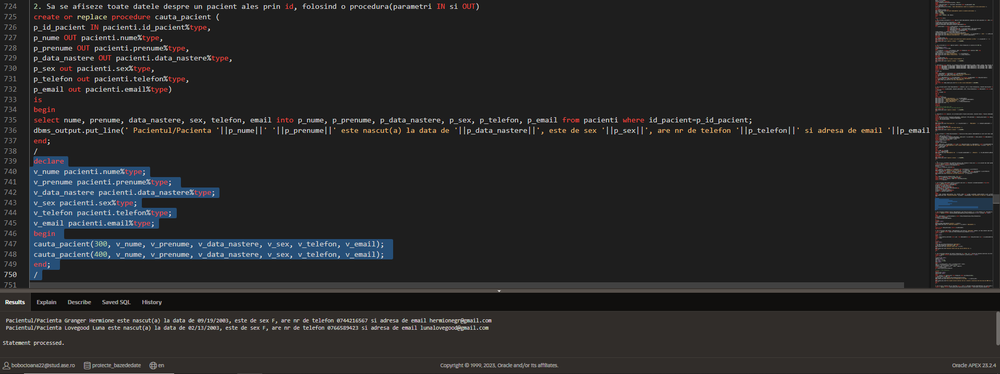 724 2. Sa se afiseze toate datele despre un pacient ales prin id, folosind o procedura(parametri IN si OUT)
725 create or replace procedure cauta_pacient (
726 p_id_pacient IN pacienti.id_pacient%type,
727 p_nume OUT pacienti.nume%type,
728 p_prenume OUT pacienti.prenume%type,
729 p_data_nastere OUT pacienti.data_nastere%type,
730 p_sex out pacienti.sex%type,
731 p_telefon out pacienti.telefon%type,
732 p_email out pacienti.email%type)
733 is
734 begin
735 select nume, prenume, data_nastere, sex, telefon, email into p_nume, p_prenume, p_data_nastere, p_sex, p_telefon, p_email from pacienti where id_pacient=p_id_pacient;
736 dbms_output.put_line(' Pacientul/Pacienta '||p_nume||' '||p_prenume||' este nascut(a) la data de '||p_data_nastere||', este de sex '||p_sex||', are nr de telefon '||p_telefon||' si adresa de email '||p_email
737 end;
738 /
739 declare
740 v_nume pacienti.nume%type;
741 v_prenume pacienti.prenume%type;
742 v_data_nastere pacienti.data_nastere%type;
743 v_sex pacienti.sex%type;
744 v_telefon pacienti.telefon%type;
745 v_email pacienti.email%type;
746 begin
747 cauta_pacient(300, v_nume, v_prenume, v_data_nastere, v_sex, v_telefon, v_email);
748 cauta_pacient(400, v_nume, v_prenume, v_data_nastere, v_sex, v_telefon, v_email);
749 end;
750 /
751
Results Explain Describe Saved SQL History
Pacientul/Pacienta Granger Hermione este nascut(a) la data de 09/19/2003, este de sex F, are nr de telefon 0744216567 si adresa de email hermionegr@gmail.com
Pacientul/Pacienta Lovegood Luna este nascut(a) la data de 02/13/2003, este de sex F, are nr de telefon 0766589423 si adresa de email lunalovegood@gmail.com
Statement processed.
bobocioana22@stud.ase.ro proiecte_bazededate en Copyright © 1999, 2023, Oracle and/or its affiliates. Oracle APEX 23.2.4